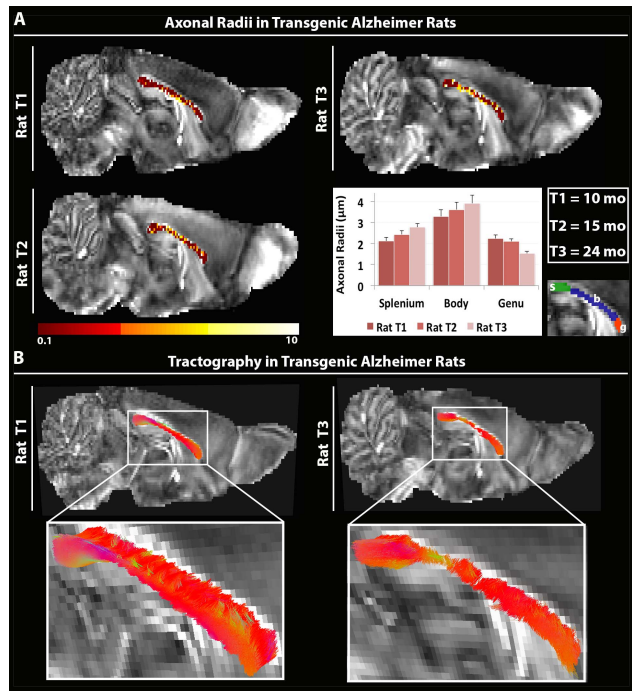 A
Axonal Radii in Transgenic Alzheimer Rats
Rat T1
Rat T3
Rat T2
0.1
10
Axonal Radii (µm)
4
3
2
1
0
Splenium
Body
Genu
Rat T1
Rat T2
Rat T3
T1 = 10 mo
T2 = 15 mo
T3 = 24 mo
s
b
g
B
Tractography in Transgenic Alzheimer Rats
Rat T1
Rat T3